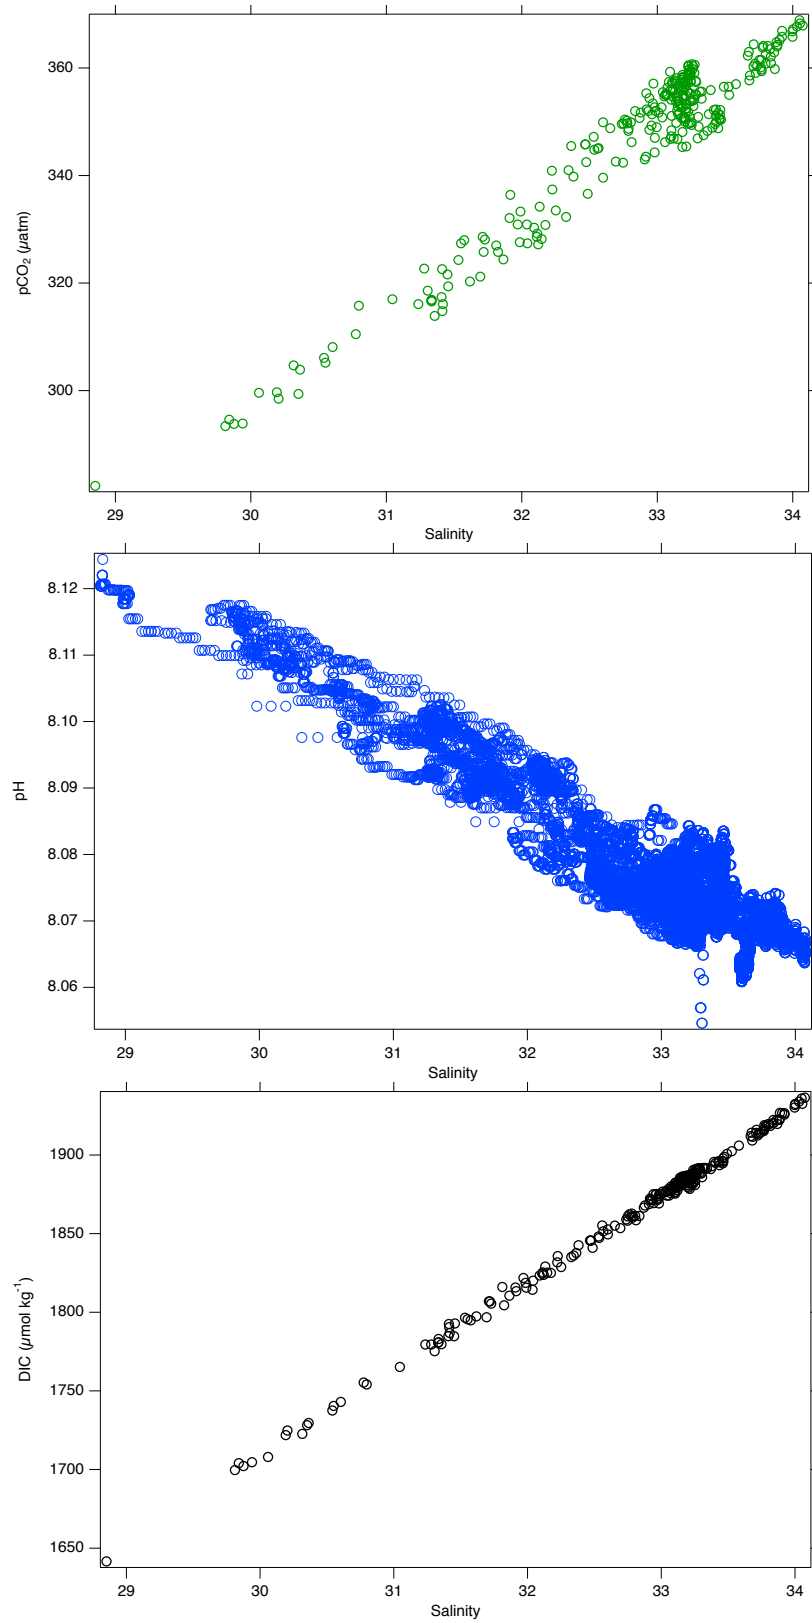 360
340
320
300
pCO₂ (µatm)
29 30 31 32 33 34
Salinity
8.12
8.11
8.10
8.09
8.08
8.07
8.06
pH
29 30 31 32 33 34
Salinity
1900
1850
1800
1750
1700
1650
DIC (µmol kg⁻¹)
29 30 31 32 33 34
Salinity